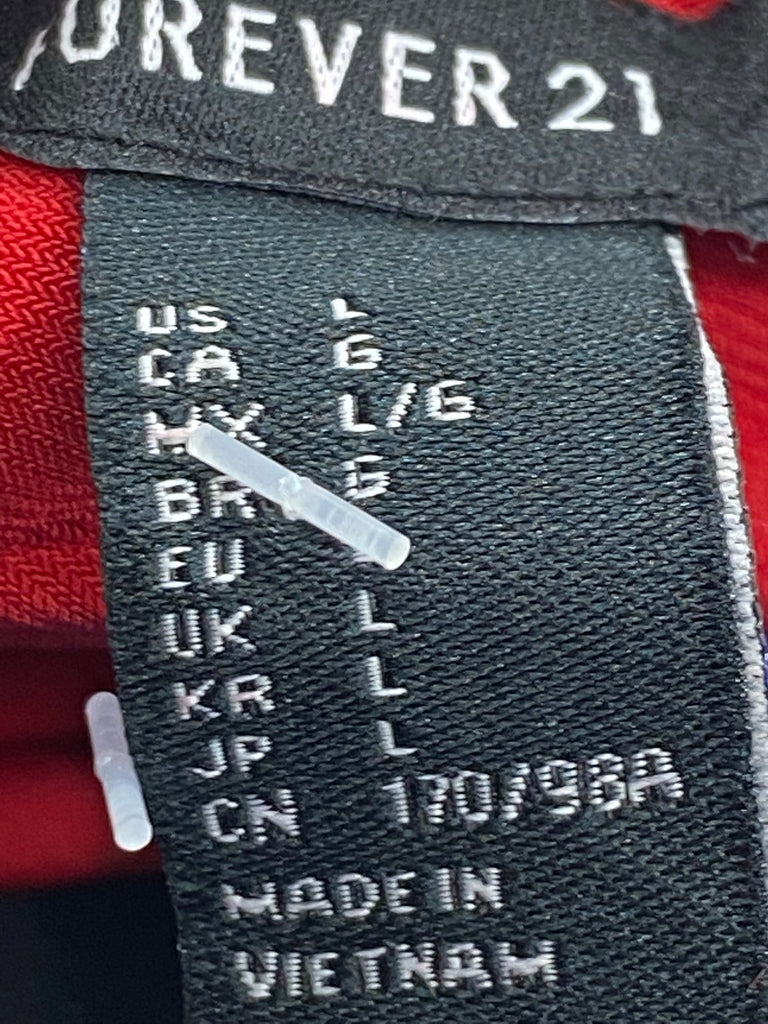 FOREVER 21
US L
CA G
MX L/G
BR G
EU
UK L
KR L
JP L
CN 170/96A
MADE IN
VIETNAM